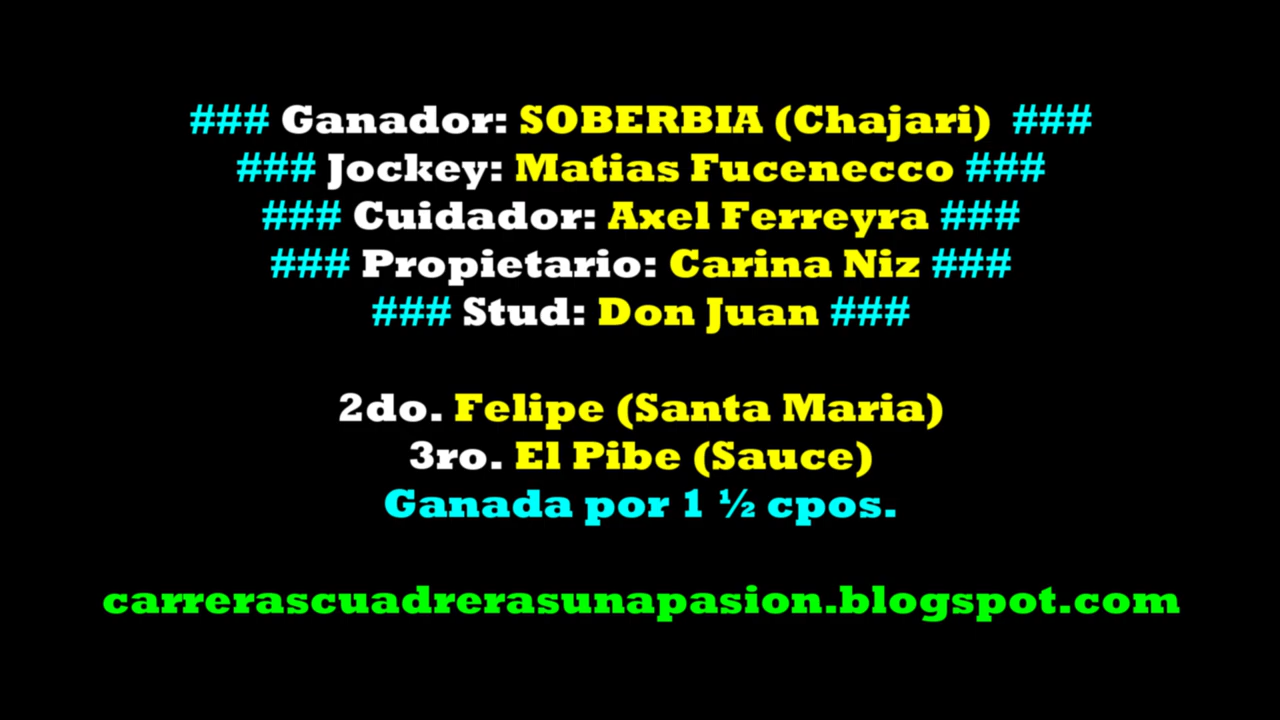 ### Ganador: SOBERBIA (Chajari) ###
### Jockey: Matias Fucenecco ###
### Cuidador: Axel Ferreyra ###
### Propietario: Carina Niz ###
### Stud: Don Juan ###
2do. Felipe (Santa Maria)
3ro. El Pibe (Sauce)
Ganada por 1 ½ cpos.
carrerascuadrerasunapasion.blogspot.com